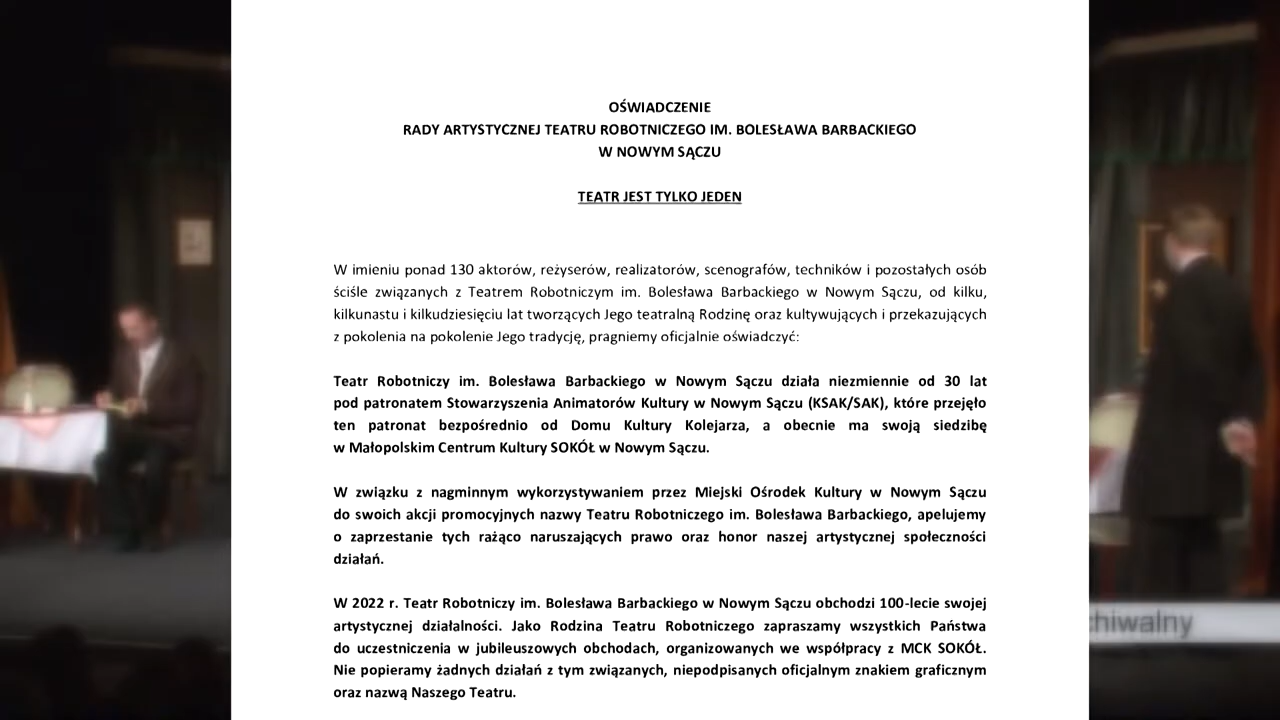 OŚWIADCZENIE
RADY ARTYSTYCZNEJ TEATRU ROBOTNICZEGO IM. BOLESŁAWA BARBACKIEGO
W NOWYM SĄCZU
TEATR JEST TYLKO JEDEN
W imieniu ponad 130 aktorów, reżyserów, realizatorów, scenografów, techników i pozostałych osób
ściśle związanych z Teatrem Robotniczym im. Bolesława Barbackiego w Nowym Sączu, od kilku,
kilkunastu i kilkudziesięciu lat tworzących Jego teatralną Rodzinę oraz kultywujących i przekazujących
z pokolenia na pokolenie Jego tradycję, pragniemy oficjalnie oświadczyć:
Teatr Robotniczy im. Bolesława Barbackiego w Nowym Sączu działa niezmiennie od 30 lat
pod patronatem Stowarzyszenia Animatorów Kultury w Nowym Sączu (KSAK/SAK), które przejęło
ten patronat bezpośrednio od Domu Kultury Kolejarza, a obecnie ma swoją siedzibę
w Małopolskim Centrum Kultury SOKÓŁ w Nowym Sączu.
W związku z nagminnym wykorzystywaniem przez Miejski Ośrodek Kultury w Nowym Sączu
do swoich akcji promocyjnych nazwy Teatru Robotniczego im. Bolesława Barbackiego, apelujemy
o zaprzestanie tych rażąco naruszających prawo oraz honor naszej artystycznej społeczności
działań.
W 2022 r. Teatr Robotniczy im. Bolesława Barbackiego w Nowym Sączu obchodzi 100-lecie swojej
artystycznej działalności. Jako Rodzina Teatru Robotniczego zapraszamy wszystkich Państwa
do uczestniczenia w jubileuszowych obchodach, organizowanych we współpracy z MCK SOKÓŁ.
Nie popieramy żadnych działań z tym związanych, niepodpisanych oficjalnym znakiem graficznym
oraz nazwą Naszego Teatru.
chiwalny